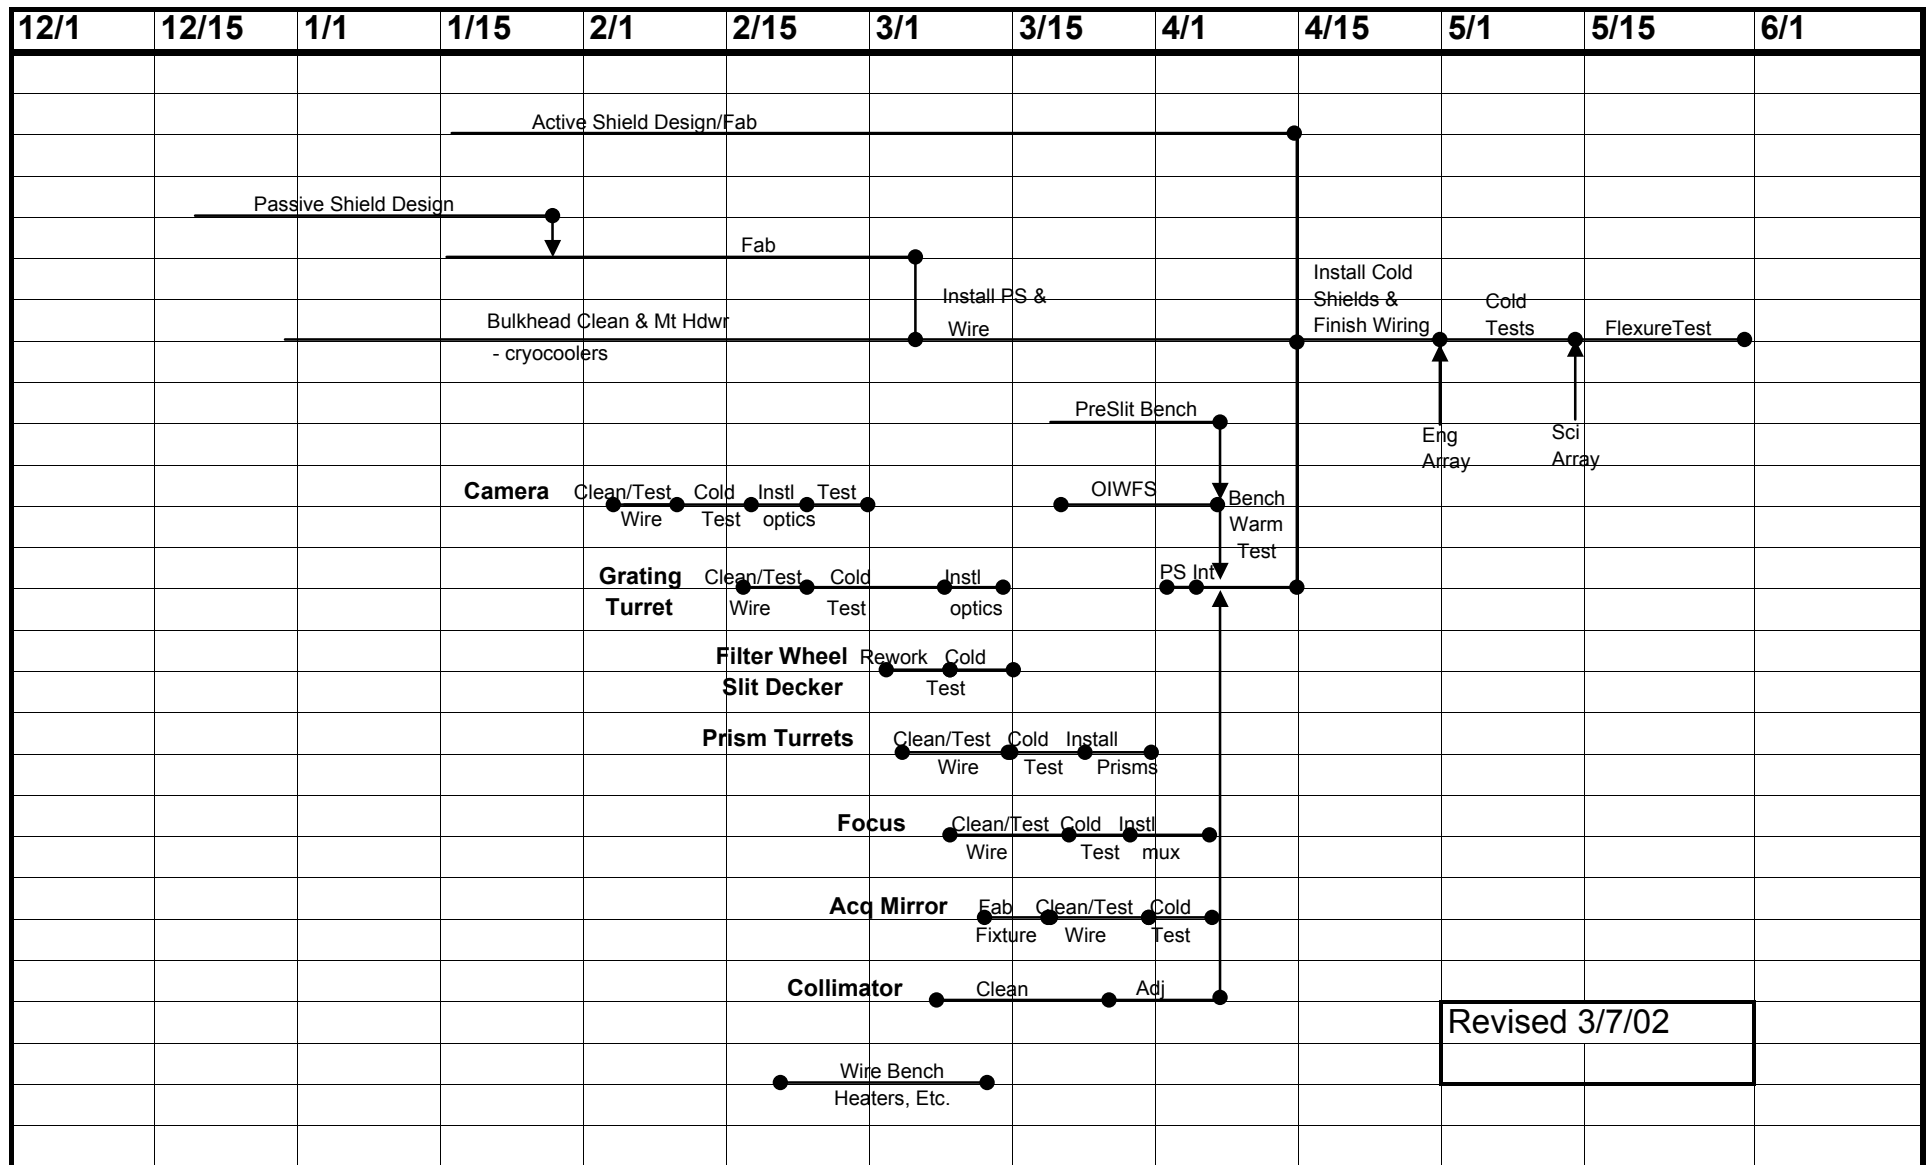 12/1 12/15 1/1 1/15 2/1 2/15 3/1 3/15 4/1 4/15 5/1 5/15 6/1
Active Shield Design/Fab
Passive Shield Design
Fab
Install PS &
Wire
Bulkhead Clean & Mt Hdwr
- cryocoolers
Install Cold
Shields &
Finish Wiring
Cold
Tests
FlexureTest
PreSlit Bench
Eng
Array
Sci
Array
Camera Clean/Test Cold Instl Test
Wire Test optics
OIWFS
Bench
Warm
Test
Grating Clean/Test Cold Instl
Turret Wire Test optics
PS Int
Filter Wheel Rework Cold
Slit Decker Test
Prism Turrets Clean/Test Cold Install
Wire Test Prisms
Focus Clean/Test Cold Instl
Wire Test mux
Acq Mirror Fab Clean/Test Cold
Fixture Wire Test
Collimator Clean Adj
Revised 3/7/02
Wire Bench
Heaters, Etc.